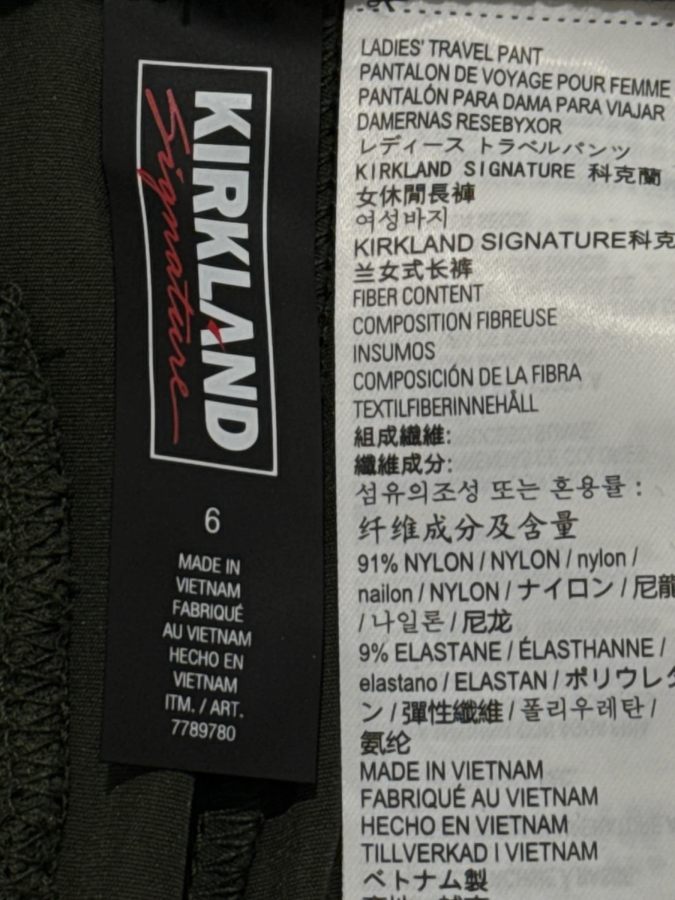 KIRKLAND
Signature
6
MADE IN
VIETNAM
FABRIQUÉ
AU VIETNAM
HECHO EN
VIETNAM
ITM. / ART.
7789780
LADIES' TRAVEL PANT
PANTALON DE VOYAGE POUR FEMME
PANTALÓN PARA DAMA PARA VIAJAR
DAMERNAS RESEBYXOR
レディース トラベルパンツ
KIRKLAND SIGNATURE 科克蘭
女休閒長褲
여성바지
KIRKLAND SIGNATURE科克
兰女式长裤
FIBER CONTENT
COMPOSITION FIBREUSE
INSUMOS
COMPOSICIÓN DE LA FIBRA
TEXTILFIBERINNEHÅLL
組成繊維:
纖維成分:
섬유의조성 또는 혼용률 :
纤维成分及含量
91% NYLON / NYLON / nylon /
nailon / NYLON / ナイロン / 尼龍
/ 나일론 / 尼龙
9% ELASTANE / ÉLASTHANNE /
elastano / ELASTAN / ポリウレタ
ン / 彈性纖維 / 폴리우레탄 /
氨纶
MADE IN VIETNAM
FABRIQUÉ AU VIETNAM
HECHO EN VIETNAM
TILLVERKAD I VIETNAM
ベトナム製